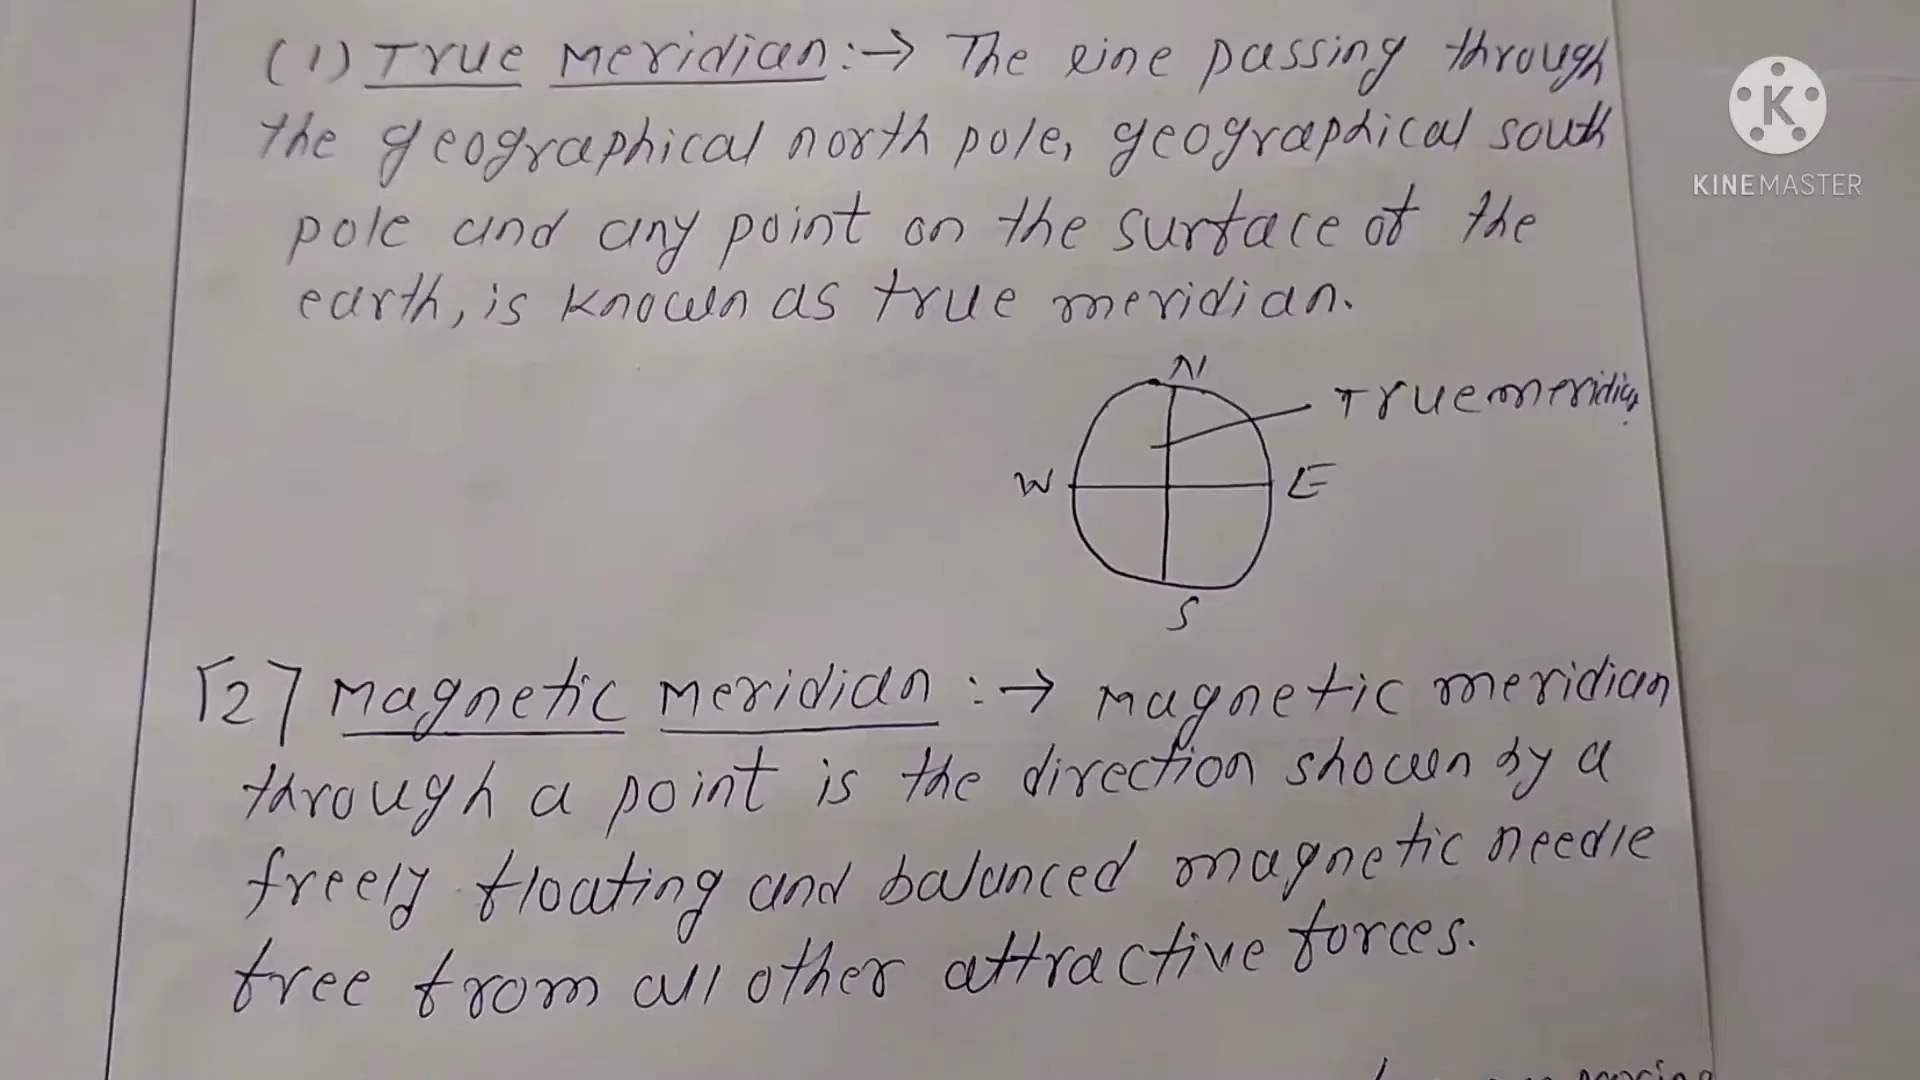 (1) True Meridian :→ The line passing through
the geographical north pole, geographical south
pole and any point on the surface of the
earth, is known as true meridian.
N
True meridian
W E
S
[2] Magnetic Meridian :→ Magnetic meridian
through a point is the direction shown by a
freely floating and balanced magnetic needle
free from all other attractive forces.
K
KINEMASTER